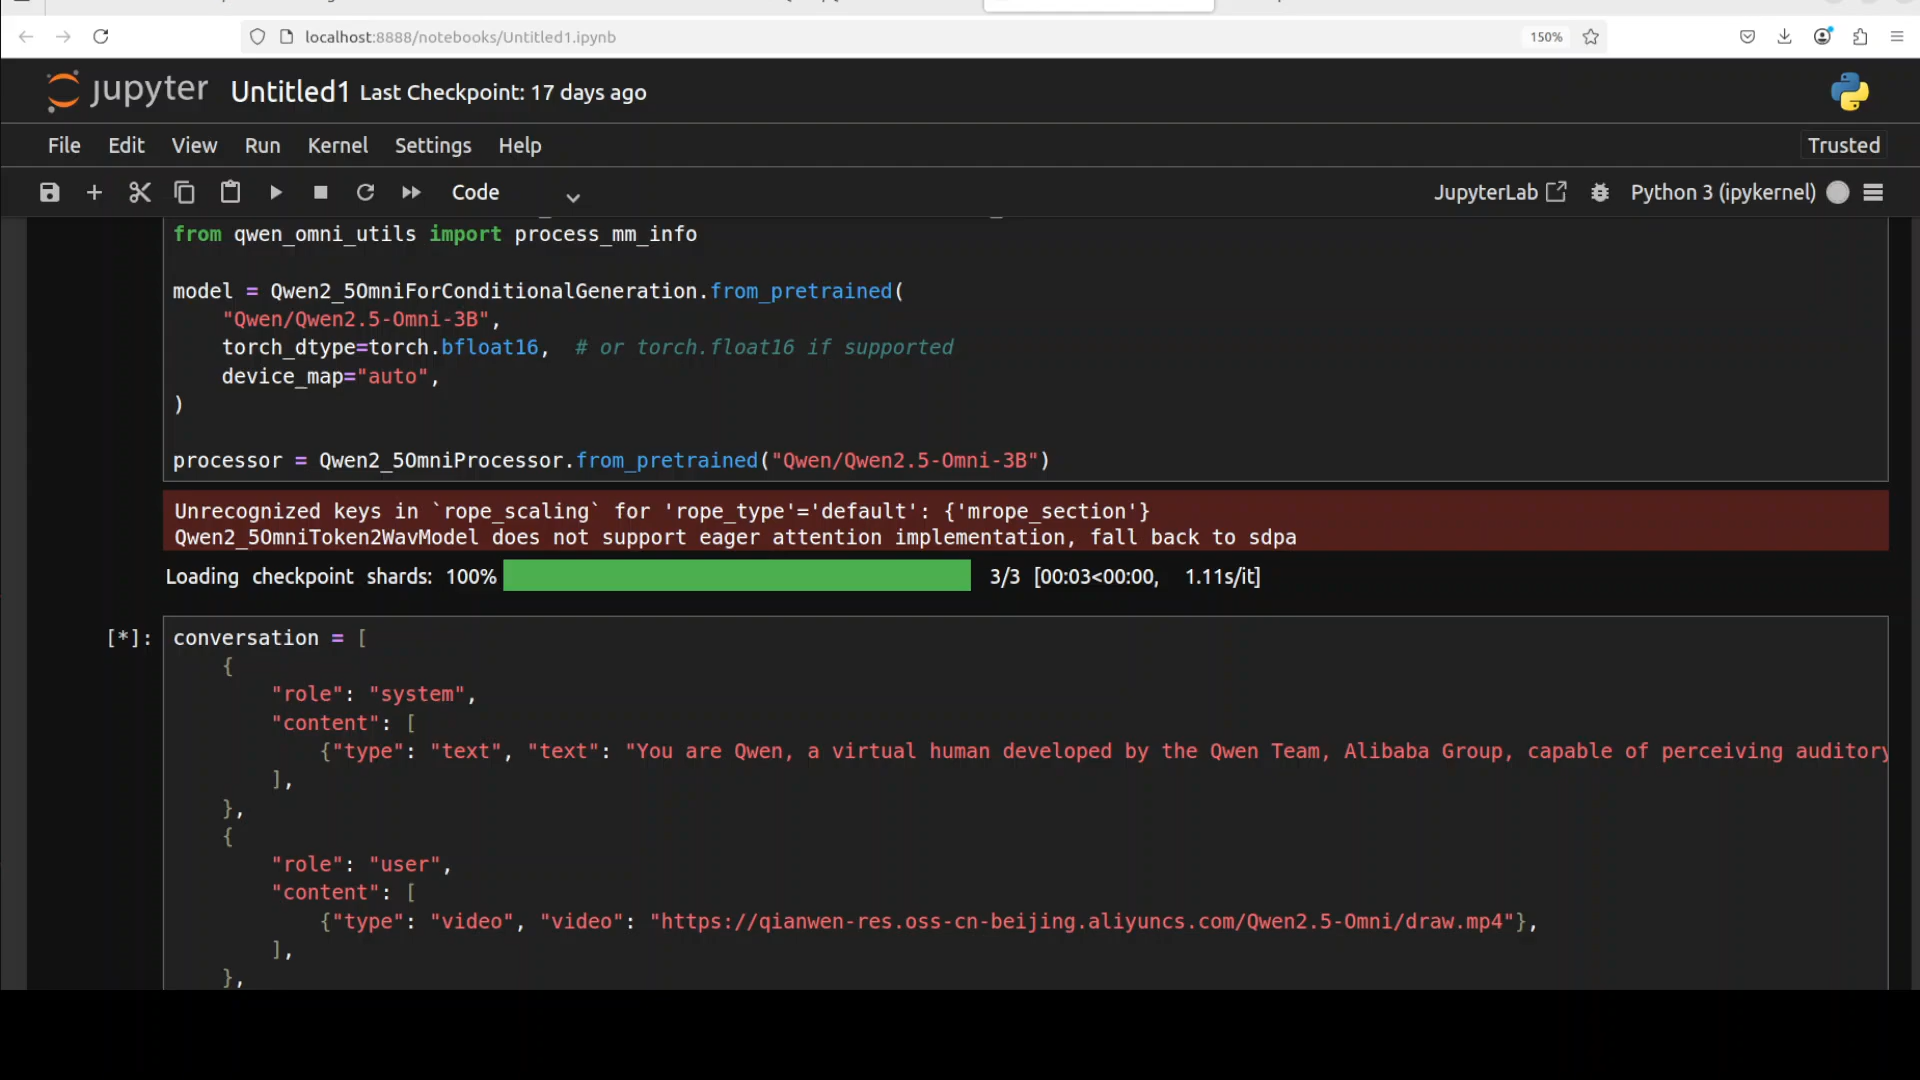 localhost:8888/notebooks/Untitled1.ipynb
150%
jupyter Untitled1 Last Checkpoint: 17 days ago
File Edit View Run Kernel Settings Help
Trusted
Code
JupyterLab
Python 3 (ipykernel)
from qwen_omni_utils import process_mm_info
model = Qwen2_5OmniForConditionalGeneration.from_pretrained(
"Qwen/Qwen2.5-Omni-3B",
torch_dtype=torch.bfloat16,  # or torch.float16 if supported
device_map="auto",
)
processor = Qwen2_5OmniProcessor.from_pretrained("Qwen/Qwen2.5-Omni-3B")
Unrecognized keys in `rope_scaling` for 'rope_type'='default': {'mrope_section'}
Qwen2_5OmniToken2WavModel does not support eager attention implementation, fall back to sdpa
Loading checkpoint shards: 100% 3/3 [00:03<00:00, 1.11s/it]
[*]: conversation = [
{
"role": "system",
"content": [
{"type": "text", "text": "You are Qwen, a virtual human developed by the Qwen Team, Alibaba Group, capable of perceiving auditory
],
},
{
"role": "user",
"content": [
{"type": "video", "video": "https://qianwen-res.oss-cn-beijing.aliyuncs.com/Qwen2.5-Omni/draw.mp4"},
],
},